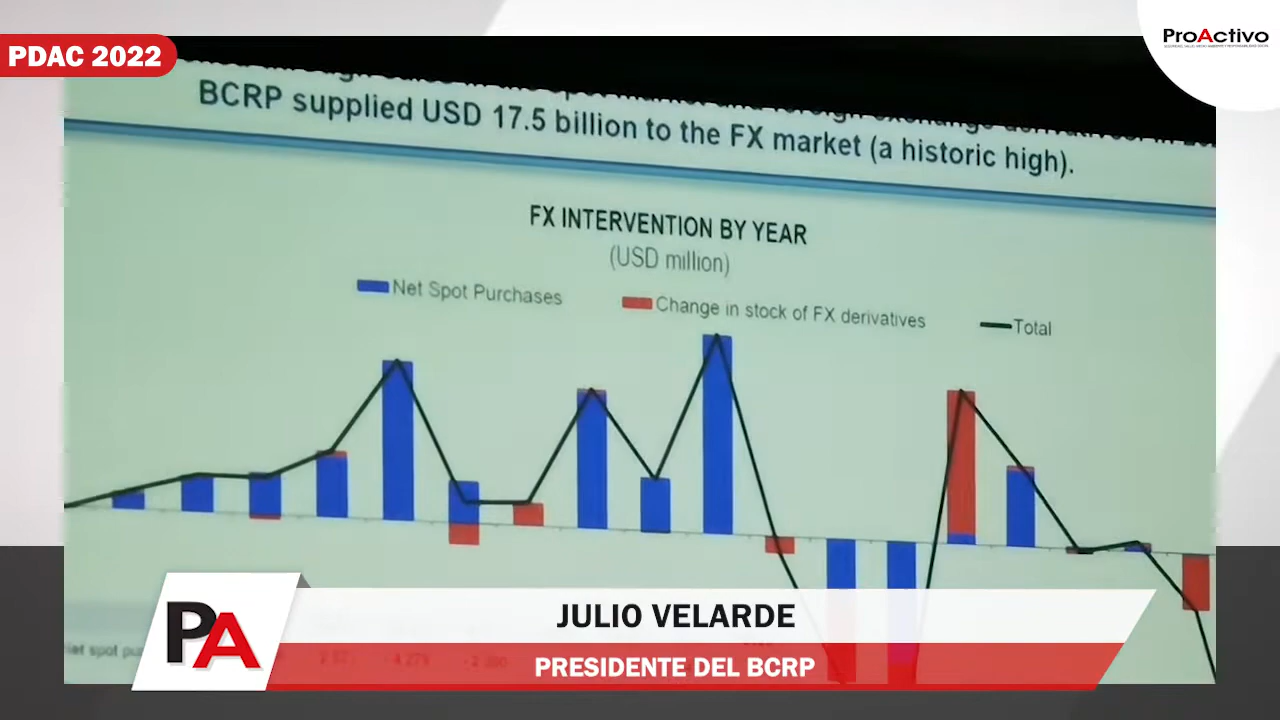 PDAC 2022
ProActivo
BCRP supplied USD 17.5 billion to the FX market (a historic high).
FX INTERVENTION BY YEAR
(USD million)
Net Spot Purchases
Change in stock of FX derivatives
Total
PA
JULIO VELARDE
PRESIDENTE DEL BCRP